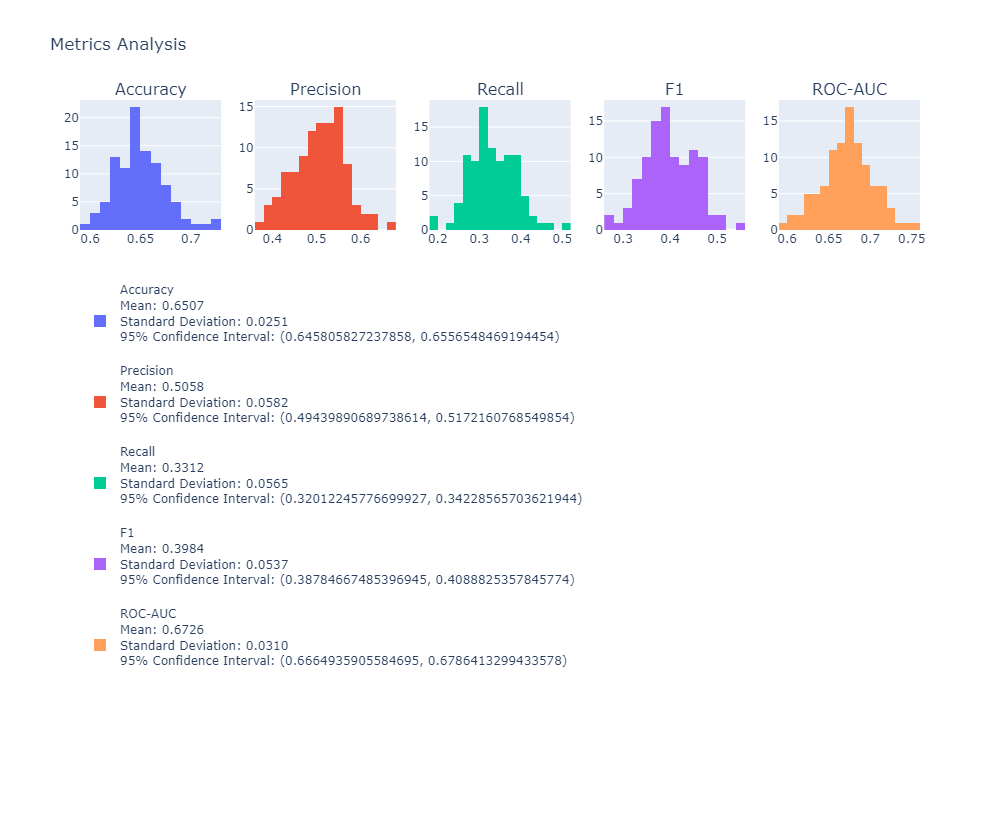 Metrics Analysis
Accuracy Precision Recall F1 ROC-AUC
20
15
10
5
0
0.6 0.65 0.7
15
10
5
0
0.4 0.5 0.6
15
10
5
0
0.2 0.3 0.4 0.5
15
10
5
0
0.3 0.4 0.5
15
10
5
0
0.6 0.65 0.7 0.75
Accuracy
Mean: 0.6507
Standard Deviation: 0.0251
95% Confidence Interval: (0.645805827237858, 0.6556548469194454)
Precision
Mean: 0.5058
Standard Deviation: 0.0582
95% Confidence Interval: (0.49439890689738614, 0.5172160768549854)
Recall
Mean: 0.3312
Standard Deviation: 0.0565
95% Confidence Interval: (0.32012245776699927, 0.34228565703621944)
F1
Mean: 0.3984
Standard Deviation: 0.0537
95% Confidence Interval: (0.38784667485396945, 0.4088825357845774)
ROC-AUC
Mean: 0.6726
Standard Deviation: 0.0310
95% Confidence Interval: (0.6664935905584695, 0.6786413299433578)